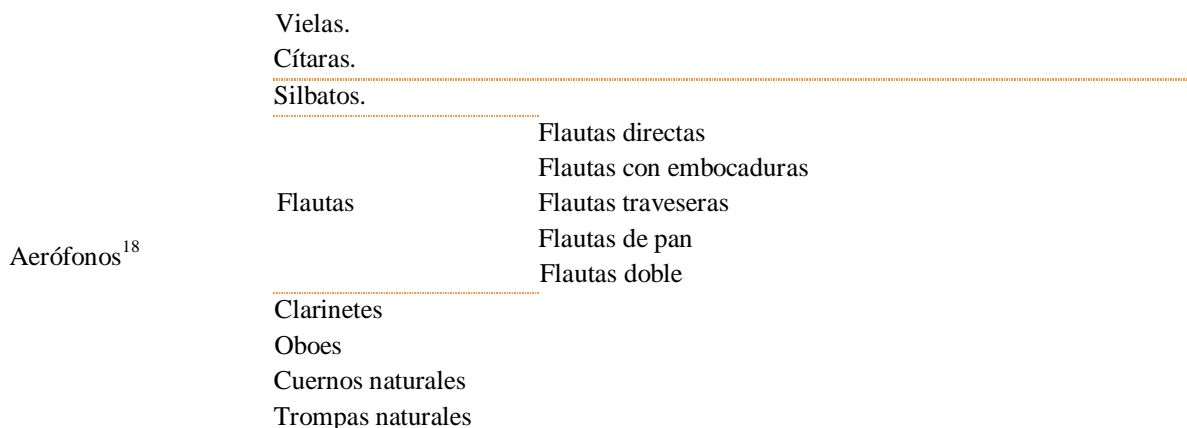 Vielas.
Cítaras.
Silbatos.
Flautas directas
Flautas con embocaduras
Flautas Flautas traveseras
Flautas de pan
Aerófonos18
Flautas doble
Clarinetes
Oboes
Cuernos naturales
Trompas naturales